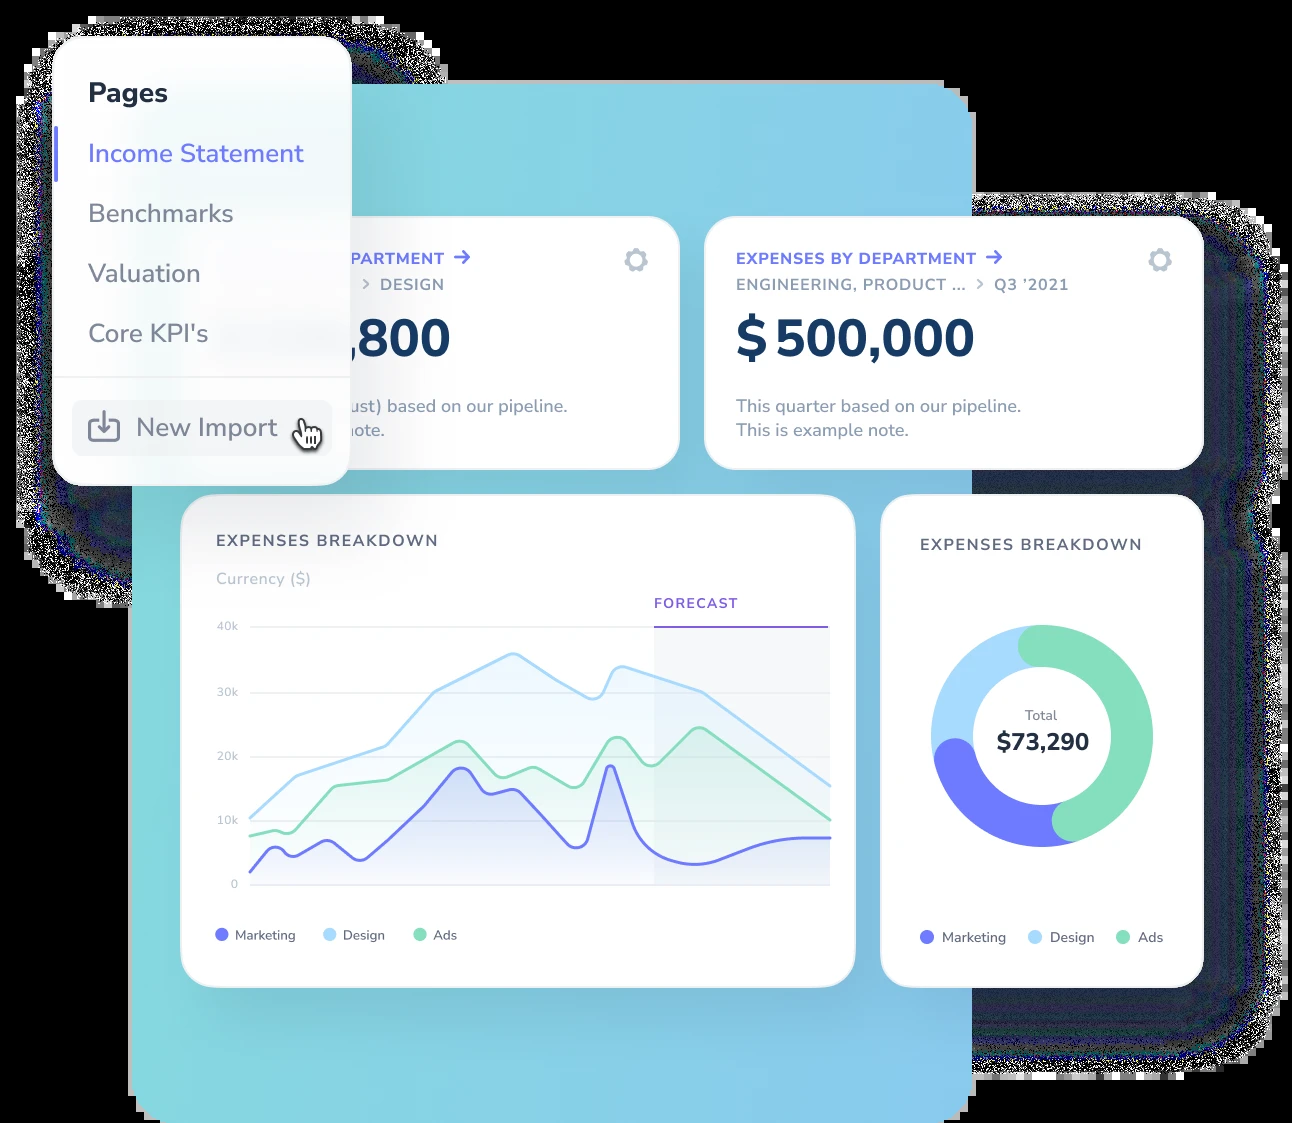 Pages
Income Statement
Benchmarks
Valuation
Core KPI's
New Import
PARTMENT
> DESIGN
,800
ust) based on our pipeline.
ote.
EXPENSES BY DEPARTMENT
ENGINEERING, PRODUCT ... > Q3 ’2021
$ 500,000
This quarter based on our pipeline.
This is example note.
EXPENSES BREAKDOWN
Currency ($)
FORECAST
40k
30k
20k
10k
0
Marketing Design Ads
EXPENSES BREAKDOWN
Total
$73,290
Marketing Design Ads